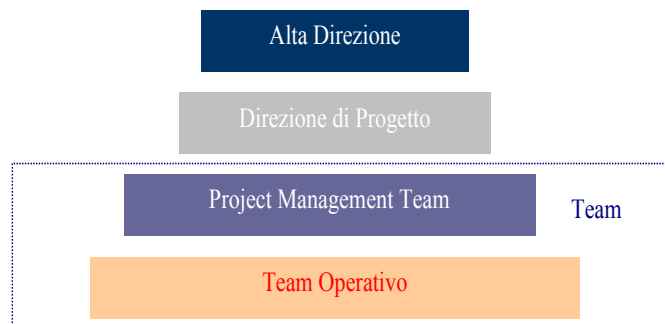 Alta Direzione
Direzione di Progetto
Project Management Team
Team
Team Operativo